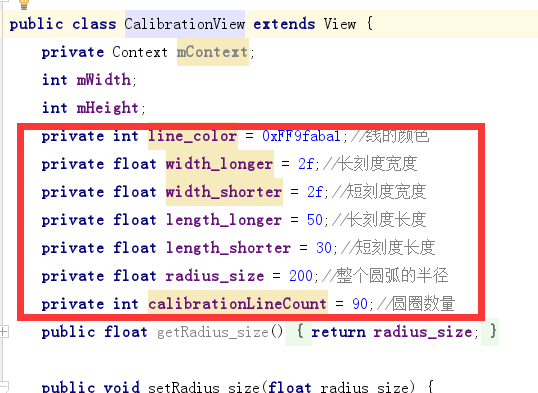 public class CalibrationView extends View {
private Context mContext;
int mWidth;
int mHeight;
private int line_color = 0xFF9faba1;//线的颜色
private float width_longer = 2f;//长刻度宽度
private float width_shorter = 2f;//短刻度宽度
private float length_longer = 50;//长刻度长度
private float length_shorter = 30;//短刻度长度
private float radius_size = 200;//整个圆弧的半径
private int calibrationLineCount = 90;//圆圈数量
public float getRadius_size() { return radius_size; }
public void setRadius_size(float radius_size) {